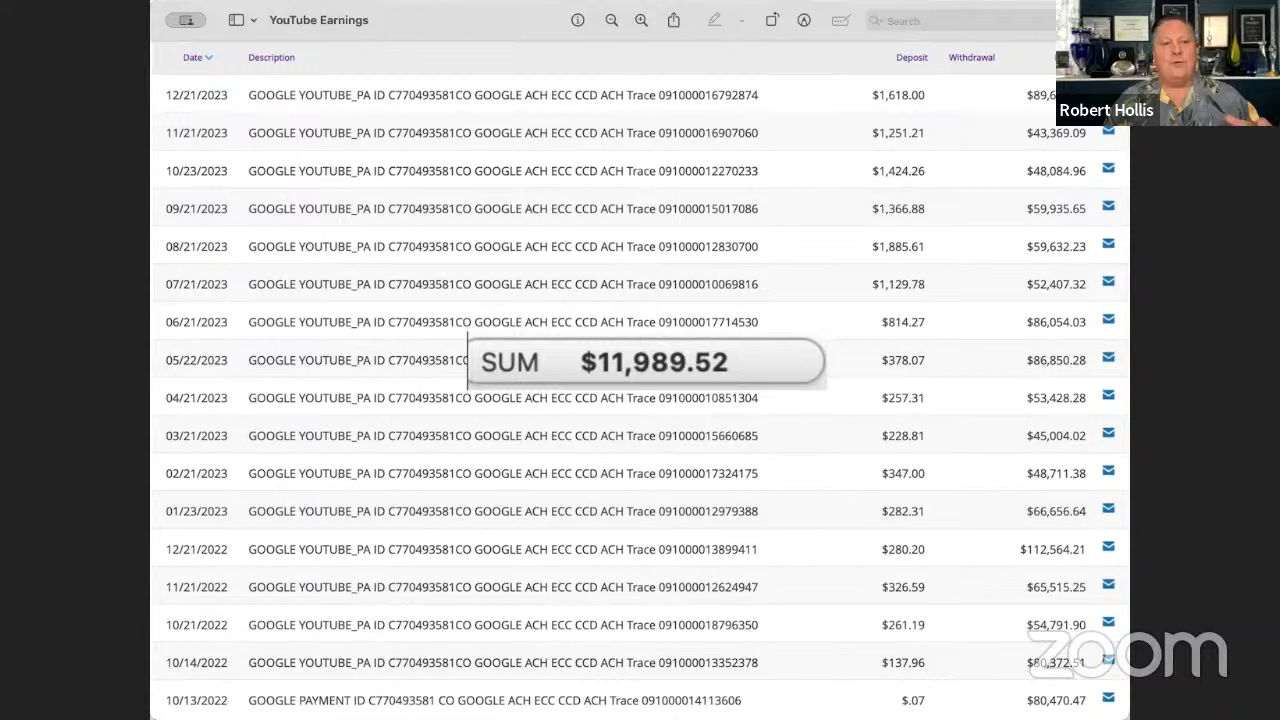 YouTube Earnings
Search
Robert Hollis
Date Description Deposit Withdrawal
12/21/2023 GOOGLE YOUTUBE_PA ID C770493581CO GOOGLE ACH ECC CCD ACH Trace 091000016792874 $1,618.00
11/21/2023 GOOGLE YOUTUBE_PA ID C770493581CO GOOGLE ACH ECC CCD ACH Trace 091000016907060 $1,251.21 $43,369.09
10/23/2023 GOOGLE YOUTUBE_PA ID C770493581CO GOOGLE ACH ECC CCD ACH Trace 091000012270233 $1,424.26 $48,084.96
09/21/2023 GOOGLE YOUTUBE_PA ID C770493581CO GOOGLE ACH ECC CCD ACH Trace 091000015017086 $1,366.88 $59,935.65
08/21/2023 GOOGLE YOUTUBE_PA ID C770493581CO GOOGLE ACH ECC CCD ACH Trace 091000012830700 $1,885.61 $59,632.23
07/21/2023 GOOGLE YOUTUBE_PA ID C770493581CO GOOGLE ACH ECC CCD ACH Trace 091000010069816 $1,129.78 $52,407.32
06/21/2023 GOOGLE YOUTUBE_PA ID C770493581CO GOOGLE ACH ECC CCD ACH Trace 091000017714530 $814.27 $86,054.03
05/22/2023 GOOGLE YOUTUBE_PA ID $378.07 $86,850.28
SUM $11,989.52
04/21/2023 GOOGLE YOUTUBE_PA ID C770493581CO GOOGLE ACH ECC CCD ACH Trace 091000010851304 $257.31 $53,428.28
03/21/2023 GOOGLE YOUTUBE_PA ID C770493581CO GOOGLE ACH ECC CCD ACH Trace 091000015660685 $228.81 $45,004.02
02/21/2023 GOOGLE YOUTUBE_PA ID C770493581CO GOOGLE ACH ECC CCD ACH Trace 091000017324175 $347.00 $48,711.38
01/23/2023 GOOGLE YOUTUBE_PA ID C770493581CO GOOGLE ACH ECC CCD ACH Trace 091000012979388 $282.31 $66,656.64
12/21/2022 GOOGLE YOUTUBE_PA ID C770493581CO GOOGLE ACH ECC CCD ACH Trace 091000013899411 $280.20 $112,564.21
11/21/2022 GOOGLE YOUTUBE_PA ID C770493581CO GOOGLE ACH ECC CCD ACH Trace 091000012624947 $326.59 $65,515.25
10/21/2022 GOOGLE YOUTUBE_PA ID C770493581CO GOOGLE ACH ECC CCD ACH Trace 091000018796350 $261.19 $54,791.90
10/14/2022 GOOGLE YOUTUBE_PA ID C770493581CO GOOGLE ACH ECC CCD ACH Trace 091000013352378 $137.96 $80,372.51
10/13/2022 GOOGLE PAYMENT ID C770493581 CO GOOGLE ACH ECC CCD ACH Trace 091000014113606 $.07 $80,470.47
zoom